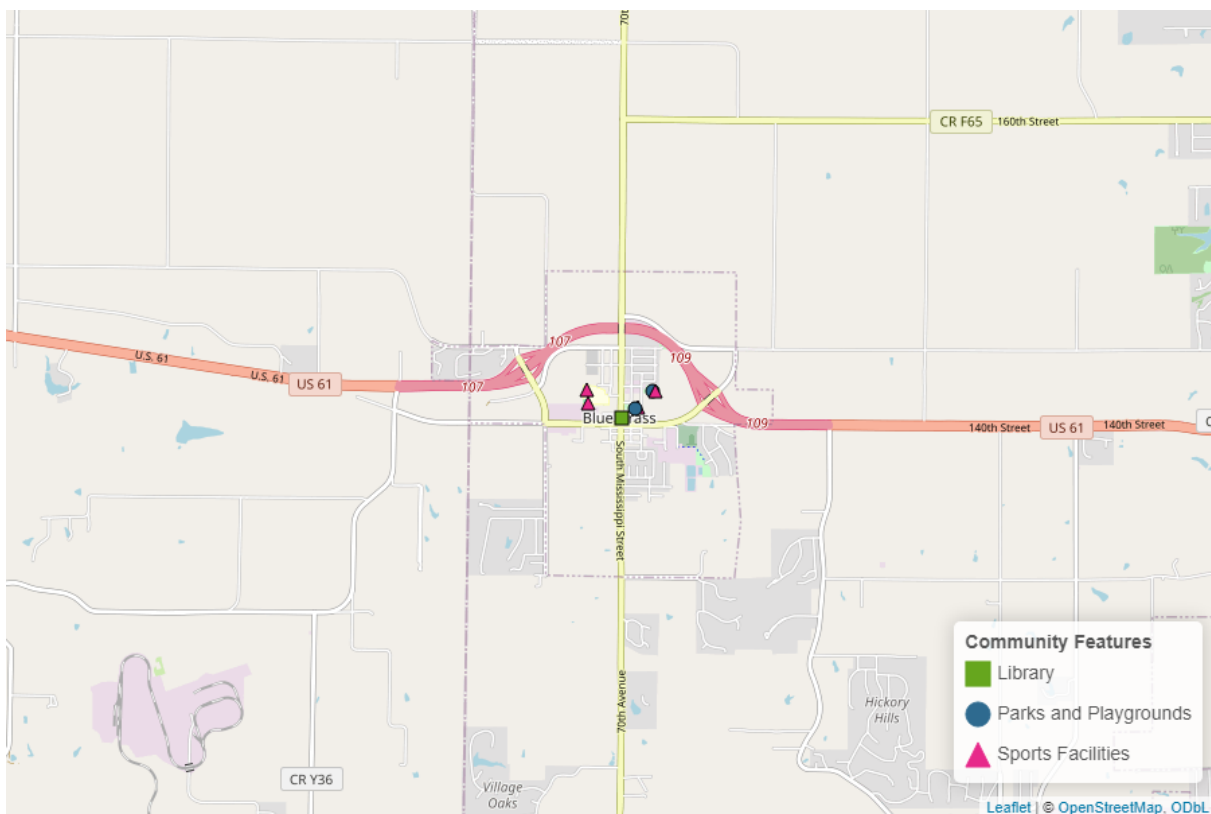 70th
CR F65
160th Street
U.S. 61
U.S. 61
US 61
107
107
109
109
Blue Grass
140th Street
US 61
140th Street
South Mississippi Street
70th Avenue
CR Y36
Village
Oaks
Hickory
Hills
Community Features
Library
Parks and Playgrounds
Sports Facilities
Leaflet | © OpenStreetMap, ODbL